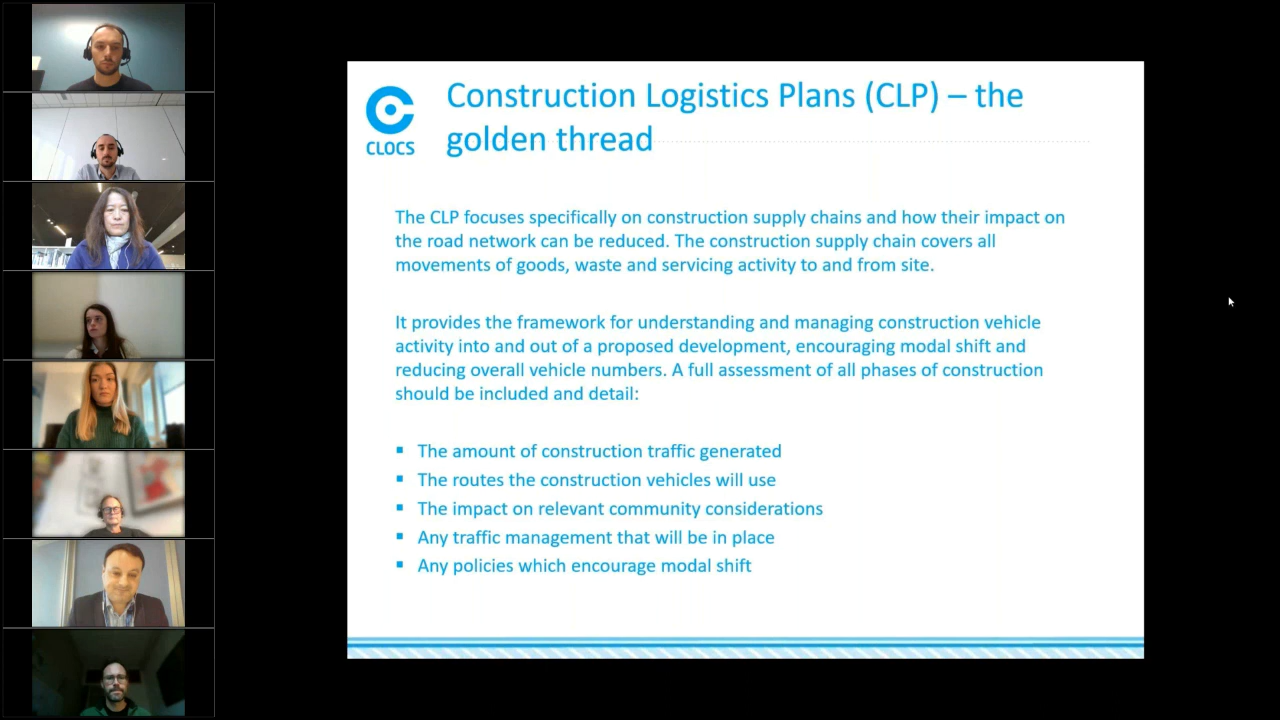 CLOCS
Construction Logistics Plans (CLP) – the
golden thread
The CLP focuses specifically on construction supply chains and how their impact on
the road network can be reduced. The construction supply chain covers all
movements of goods, waste and servicing activity to and from site.
It provides the framework for understanding and managing construction vehicle
activity into and out of a proposed development, encouraging modal shift and
reducing overall vehicle numbers. A full assessment of all phases of construction
should be included and detail:
▪ The amount of construction traffic generated
▪ The routes the construction vehicles will use
▪ The impact on relevant community considerations
▪ Any traffic management that will be in place
▪ Any policies which encourage modal shift